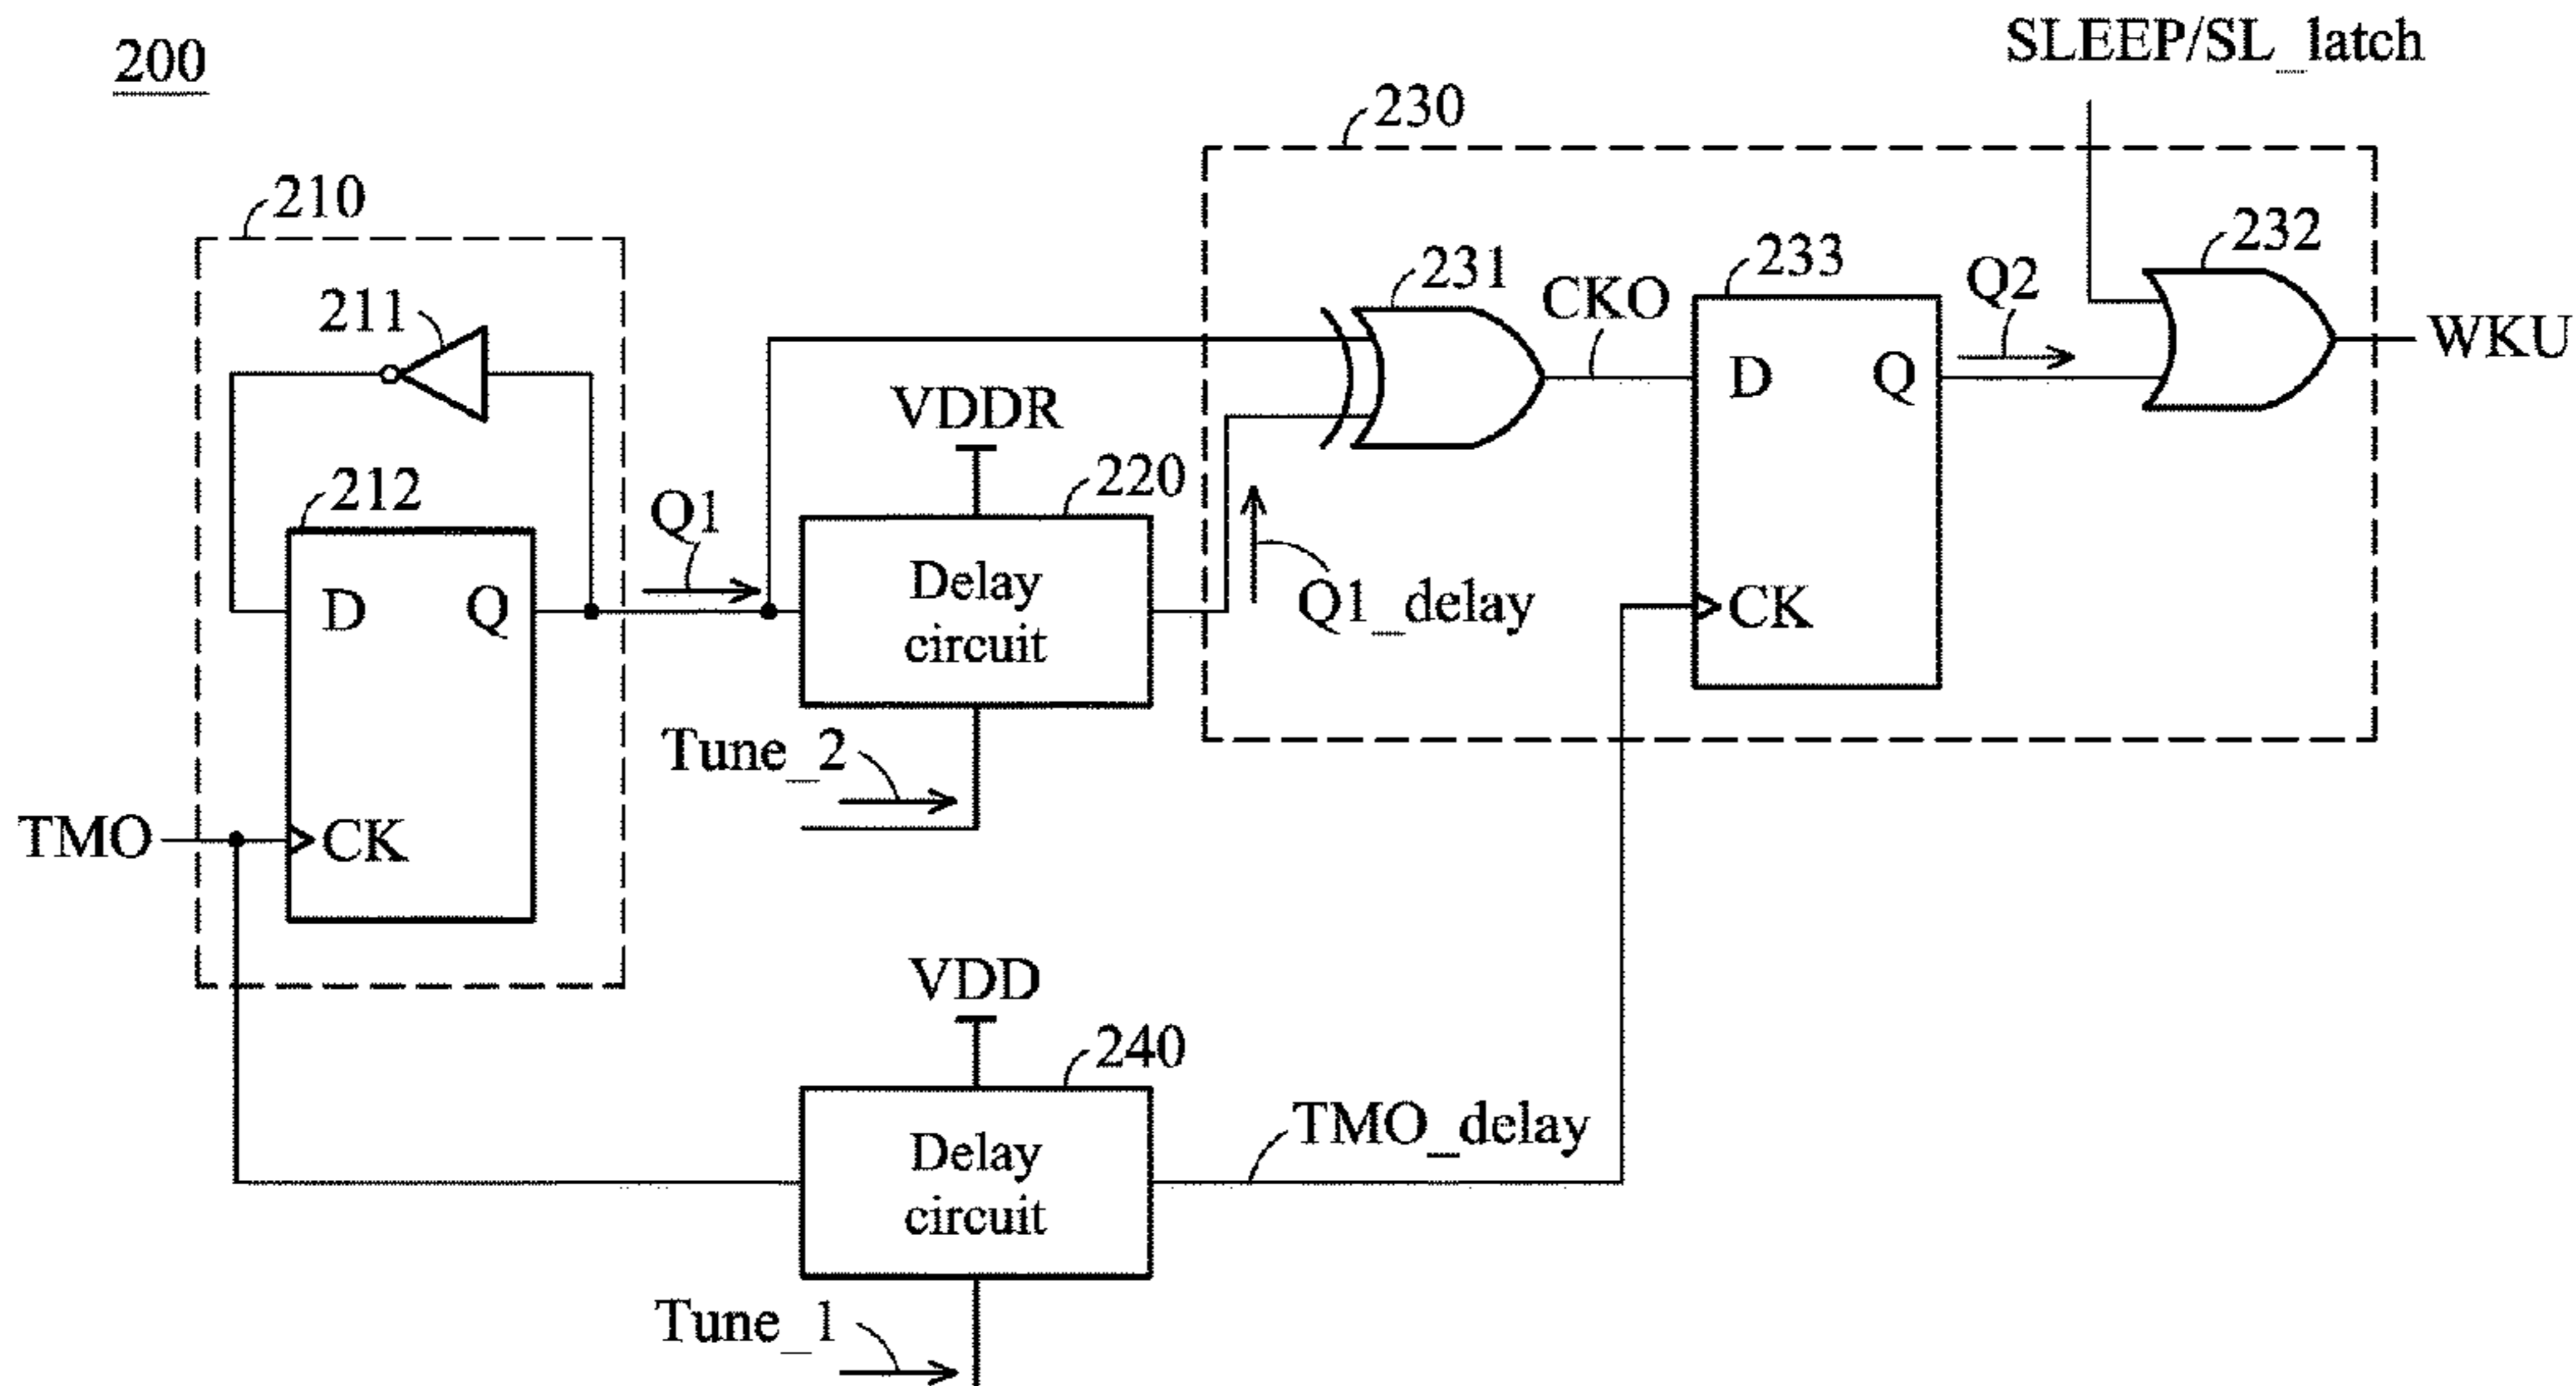 SLEEP/SL_latch
200
230
210
232
211
231
233
CKO
Q2
WKU
D
Q
VDDR
212
Q1
220
D
Q
Delay
circuit
Q1_delay
CK
Tune_2
TMO
CK
VDD
240
TMO_delay
Delay
circuit
Tune_1